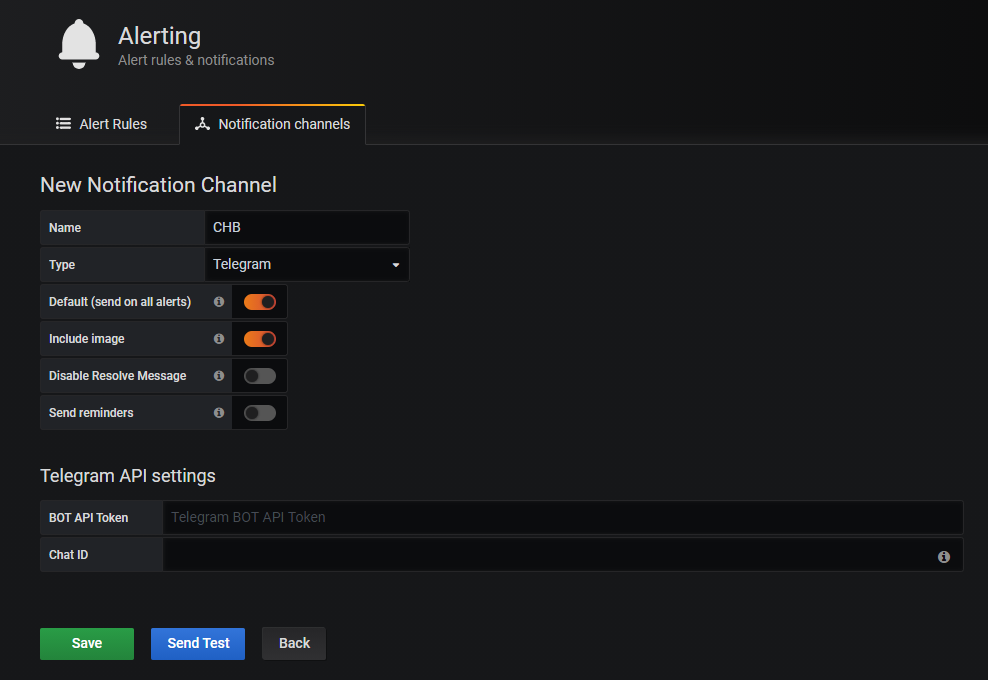 Alerting
Alert rules & notifications
Alert Rules
Notification channels
New Notification Channel
Name
CHB
Type
Telegram
Default (send on all alerts)
Include image
Disable Resolve Message
Send reminders
Telegram API settings
BOT API Token
Telegram BOT API Token
Chat ID
Save
Send Test
Back